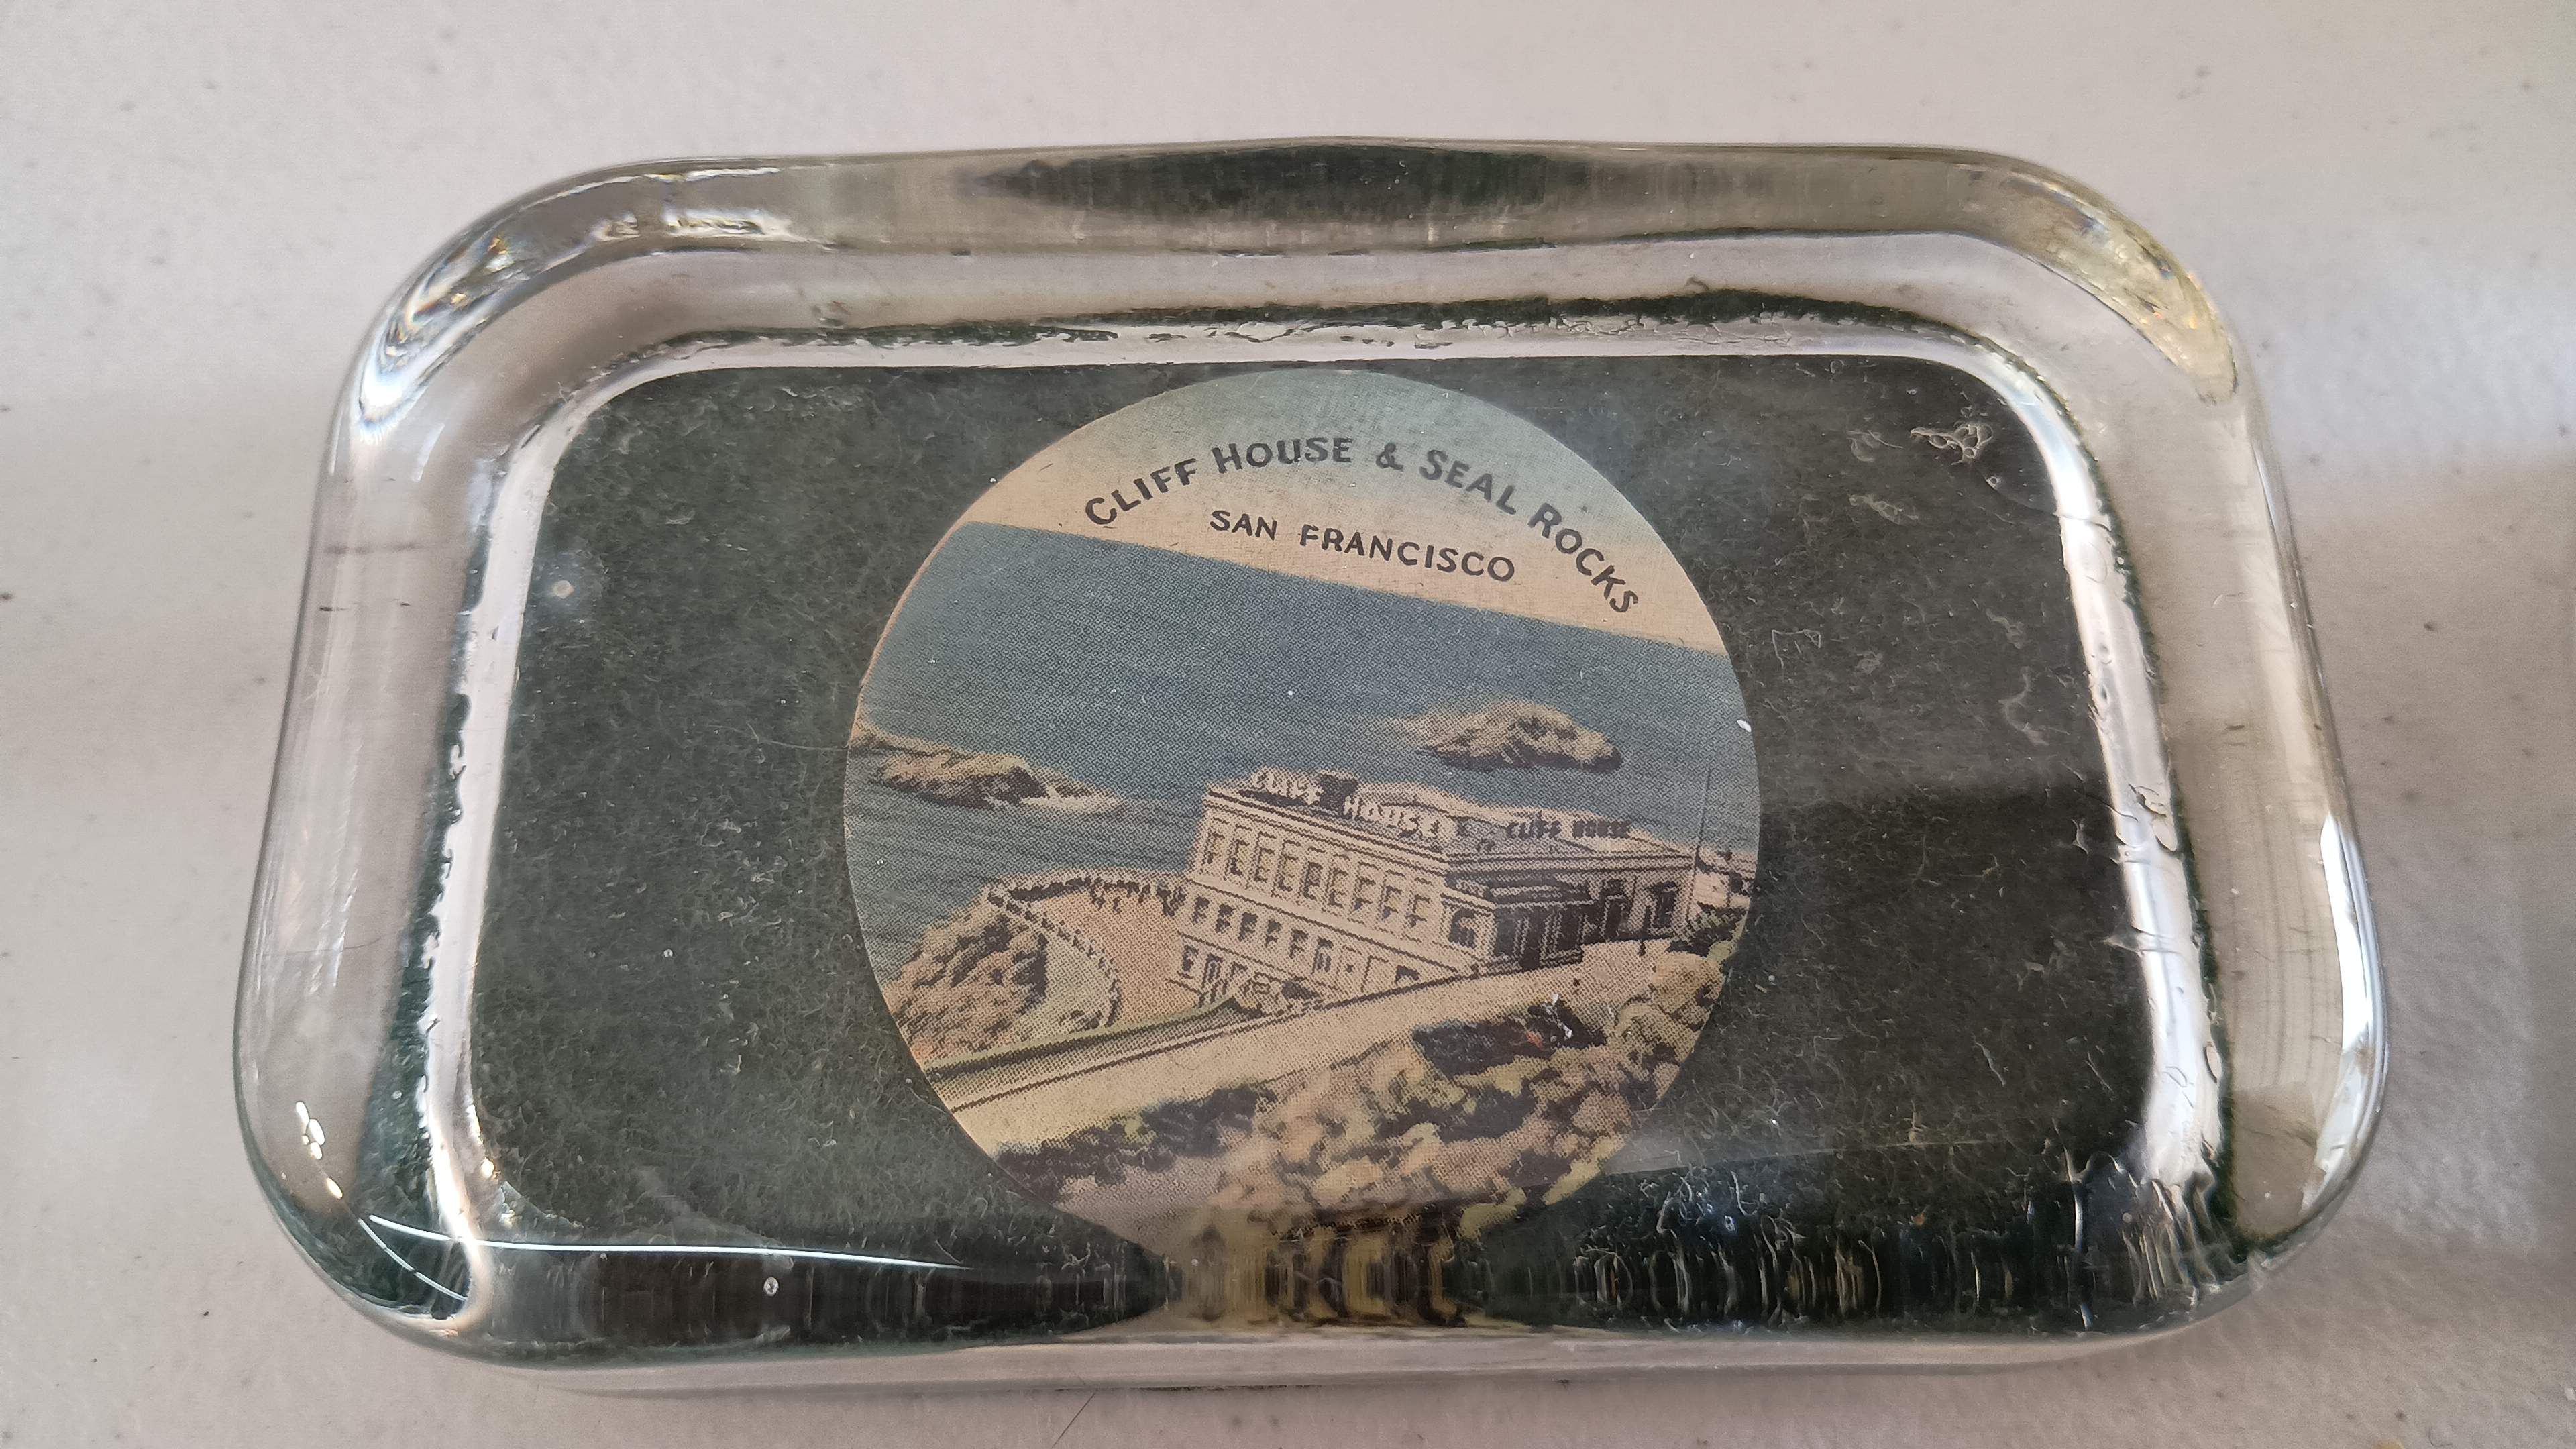 CLIFF HOUSE & SEAL ROCKS
SAN FRANCISCO
CLIFF HOUSE
CLIFF HOUSE